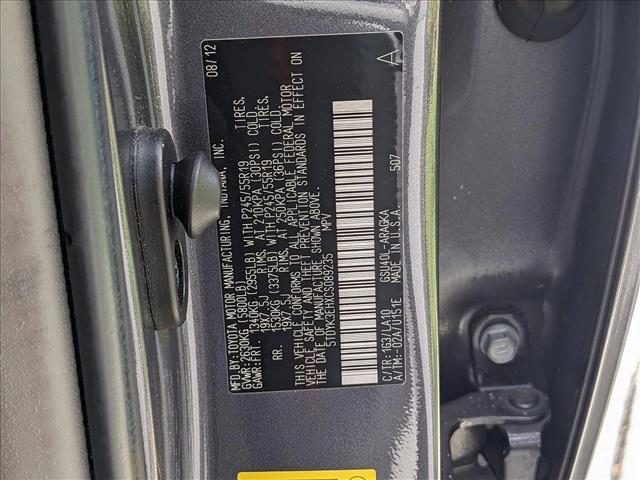 MFD.BY:TOYOTA MOTOR MANUFACTURING, INDIANA, INC. 08/12
GVWR:2630KG(5800LB)
GAWR:FRT. 1340KG(2955LB)WITH P245/55R19 TIRES,
19X7.5J RIMS, AT 210KPA(30PSI)COLD
RR. 1530KG(3375LB)WITH P245/55R19 TIRES,
19X7.5J RIMS, AT 250KPA(36PSI)COLD
THIS VEHICLE CONFORMS TO ALL APPLICABLE FEDERAL MOTOR
VEHICLE SAFETY AND THEFT PREVENTION STANDARDS IN EFFECT ON
THE DATE OF MANUFACTURE SHOWN ABOVE.
5TDYK3EHXCS089235 MPV
A
C/TR:1G3/LA10 GSU40L-ARAGKA
A/TM:-02A/U151E MADE IN U.S.A. 507